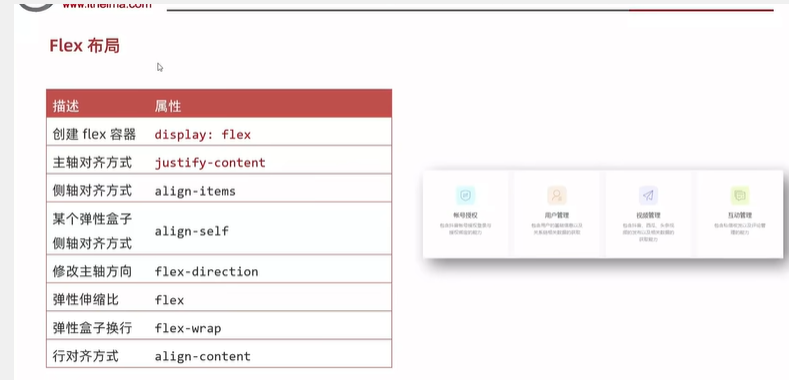 www.itheima.com
Flex 布局
描述 属性
创建 flex 容器 display: flex
主轴对齐方式 justify-content
侧轴对齐方式 align-items
某个弹性盒子
侧轴对齐方式 align-self
修改主轴方向 flex-direction
弹性伸缩比 flex
弹性盒子换行 flex-wrap
行对齐方式 align-content
帐号授权 用户管理 视频管理 互动管理